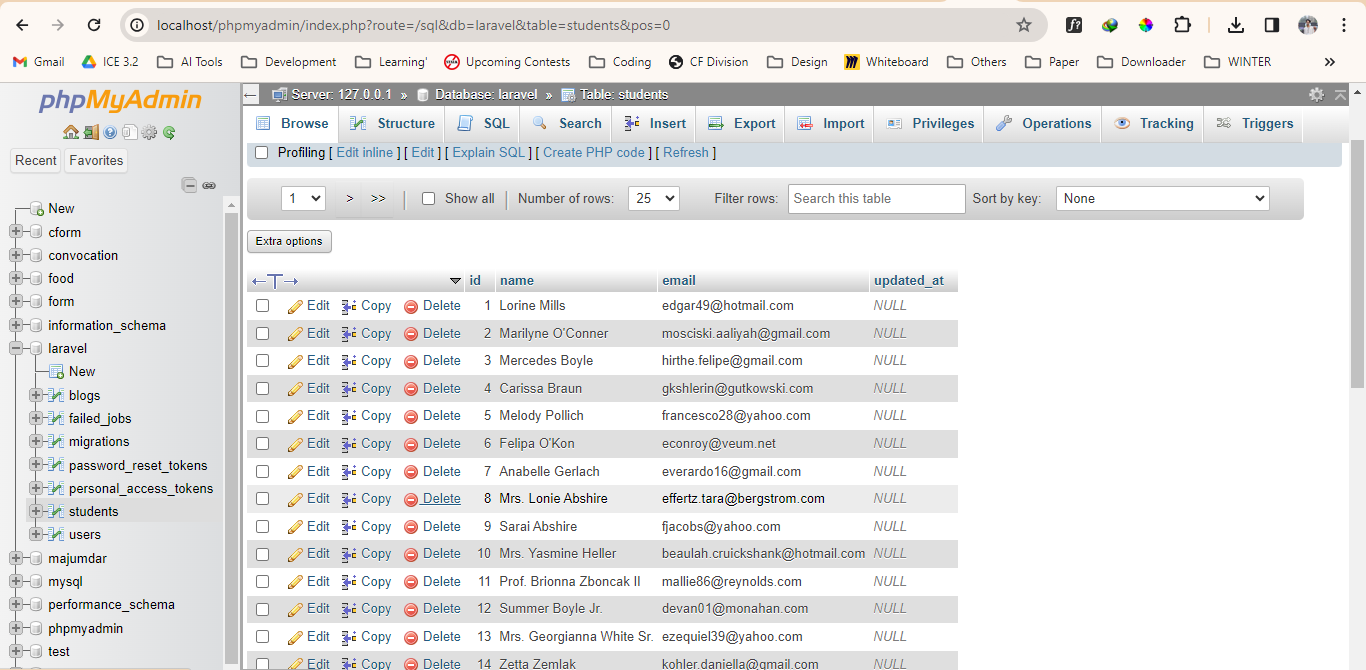 localhost/phpmyadmin/index.php?route=/sql&db=laravel&table=students&pos=0
Gmail ICE 3.2 AI Tools Development Learning' Upcoming Contests Coding CF Division Design Whiteboard Others Paper Downloader WINTER »
phpMyAdmin
Recent Favorites
New
cform
convocation
food
form
information_schema
laravel
New
blogs
failed_jobs
migrations
password_reset_tokens
personal_access_tokens
students
users
majumdar
mysql
performance_schema
phpmyadmin
test
Server: 127.0.0.1 » Database: laravel » Table: students
Browse Structure SQL Search Insert Export Import Privileges Operations Tracking Triggers
Profiling [ Edit inline ] [ Edit ] [ Explain SQL ] [ Create PHP code ] [ Refresh ]
1 > >> | Show all | Number of rows: 25 Filter rows: Search this table Sort by key: None
Extra options
←T→ id name email updated_at
Edit Copy Delete 1 Lorine Mills edgar49@hotmail.com NULL
Edit Copy Delete 2 Marilyne O'Conner mosciski.aaliyah@gmail.com NULL
Edit Copy Delete 3 Mercedes Boyle hirthe.felipe@gmail.com NULL
Edit Copy Delete 4 Carissa Braun gkshlerin@gutkowski.com NULL
Edit Copy Delete 5 Melody Pollich francesco28@yahoo.com NULL
Edit Copy Delete 6 Felipa O'Kon econroy@veum.net NULL
Edit Copy Delete 7 Anabelle Gerlach everardo16@gmail.com NULL
Edit Copy Delete 8 Mrs. Lonie Abshire effertz.tara@bergstrom.com NULL
Edit Copy Delete 9 Sarai Abshire fjacobs@yahoo.com NULL
Edit Copy Delete 10 Mrs. Yasmine Heller beaulah.cruickshank@hotmail.com NULL
Edit Copy Delete 11 Prof. Brionna Zboncak II mallie86@reynolds.com NULL
Edit Copy Delete 12 Summer Boyle Jr. devan01@monahan.com NULL
Edit Copy Delete 13 Mrs. Georgianna White Sr. ezequiel39@yahoo.com NULL
Edit Copy Delete 14 Zetta Zemlak kohler.daniella@gmail.com NULL